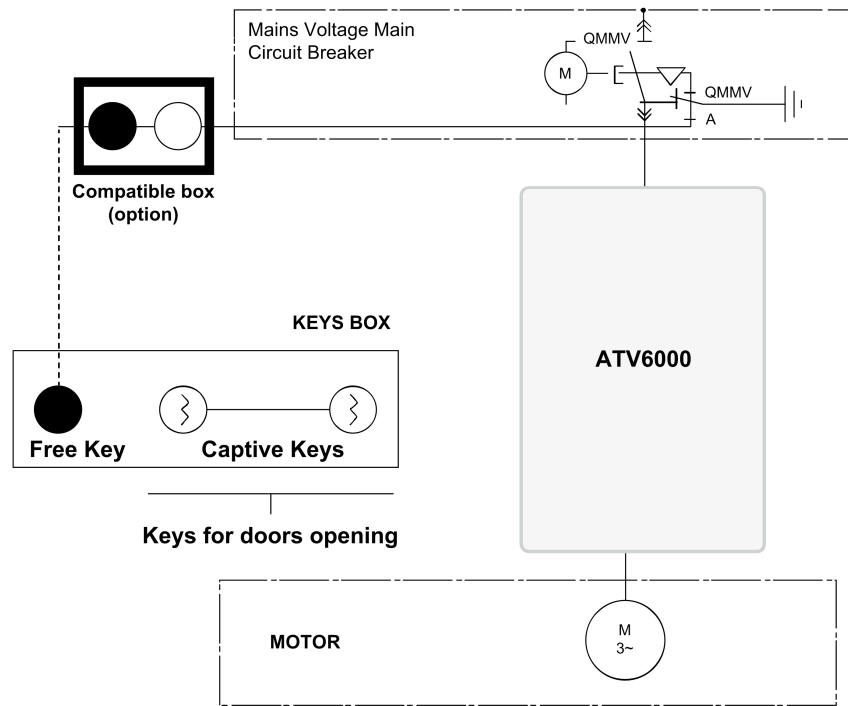 Mains Voltage Main
Circuit Breaker
QMMV
M
QMMV
A
Compatible box
(option)
KEYS BOX
ATV6000
Free Key
Captive Keys
Keys for doors opening
MOTOR
M
3~